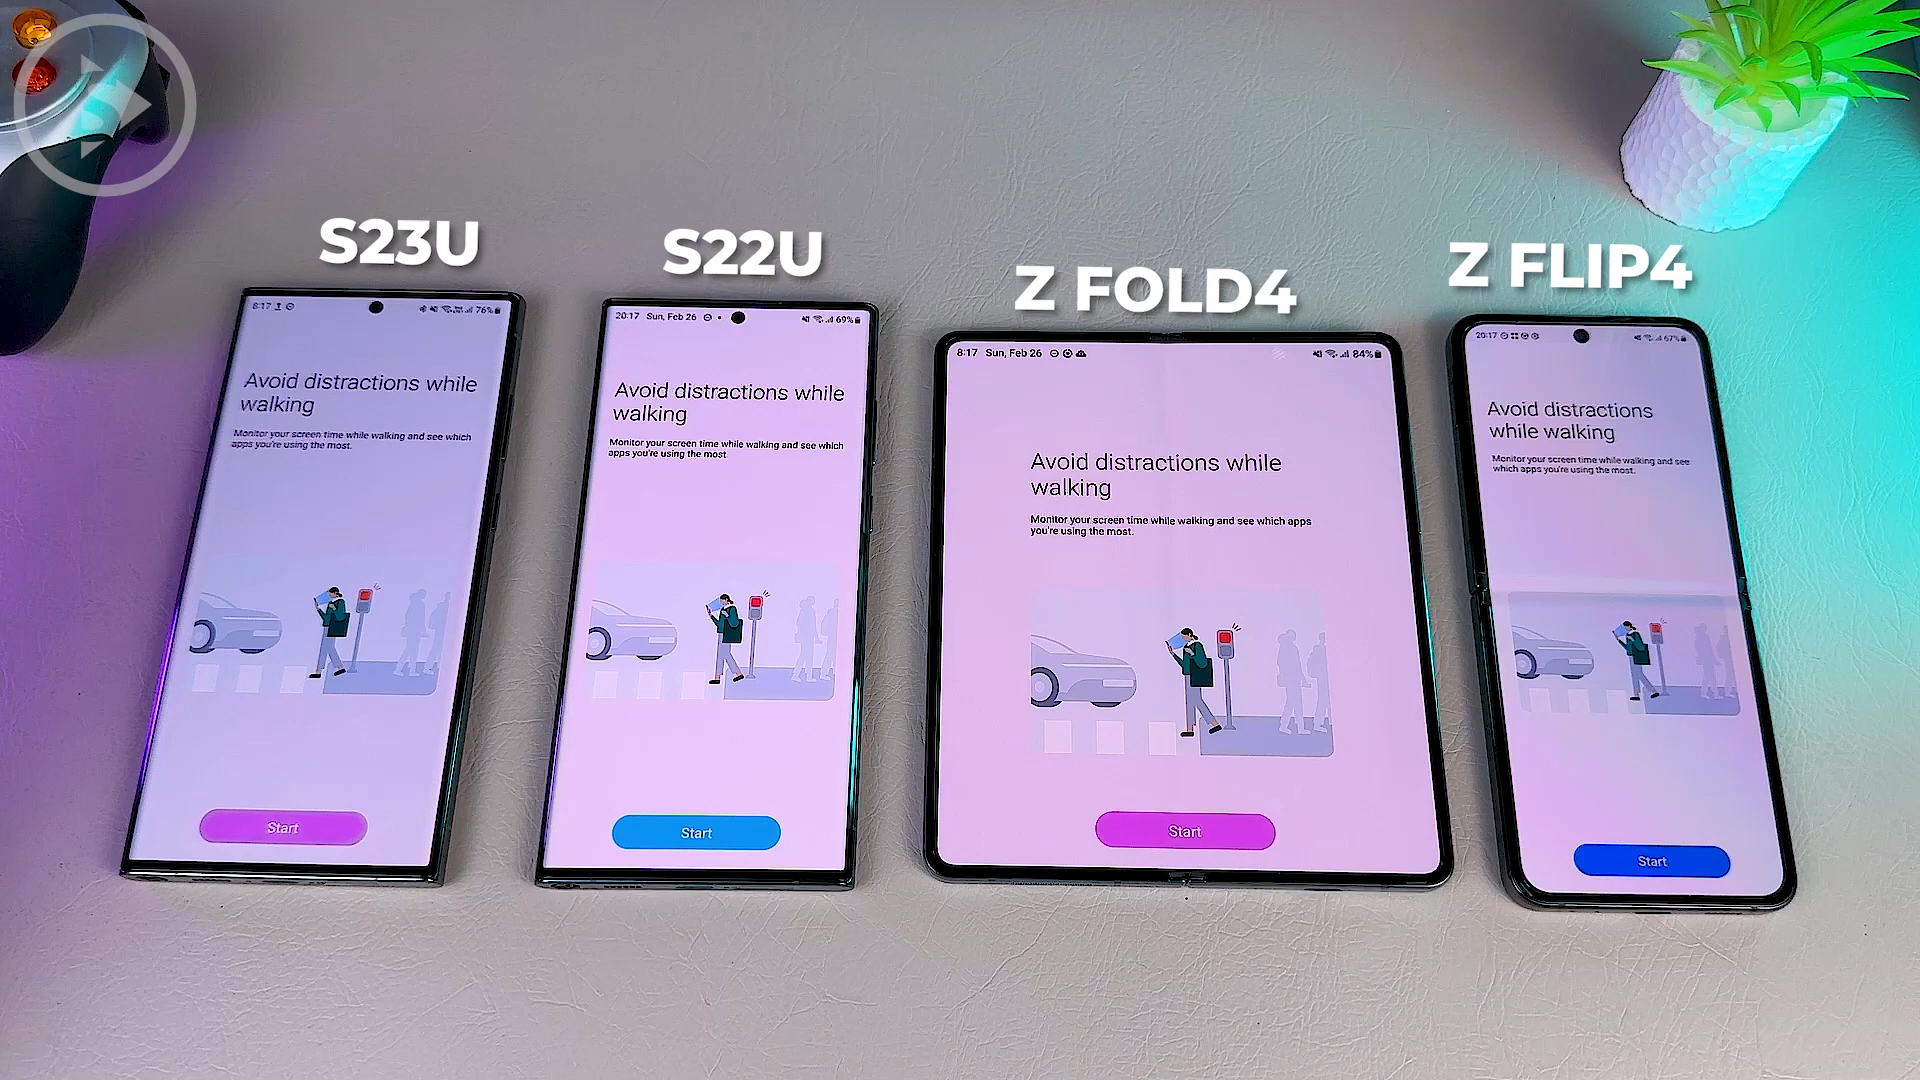 S23U
8:17
76%
Avoid distractions while
walking
Monitor your screen time while walking and see which
apps you're using the most.
Start
S22U
20:17 Sun, Feb 26
69%
Avoid distractions while
walking
Monitor your screen time while walking and see which
apps you're using the most.
Start
Z FOLD4
8:17 Sun, Feb 26
84%
Avoid distractions while
walking
Monitor your screen time while walking and see which apps
you're using the most.
Start
Z FLIP4
20:17
67%
Avoid distractions
while walking
Monitor your screen time while walking and see
which apps you're using the most.
Start